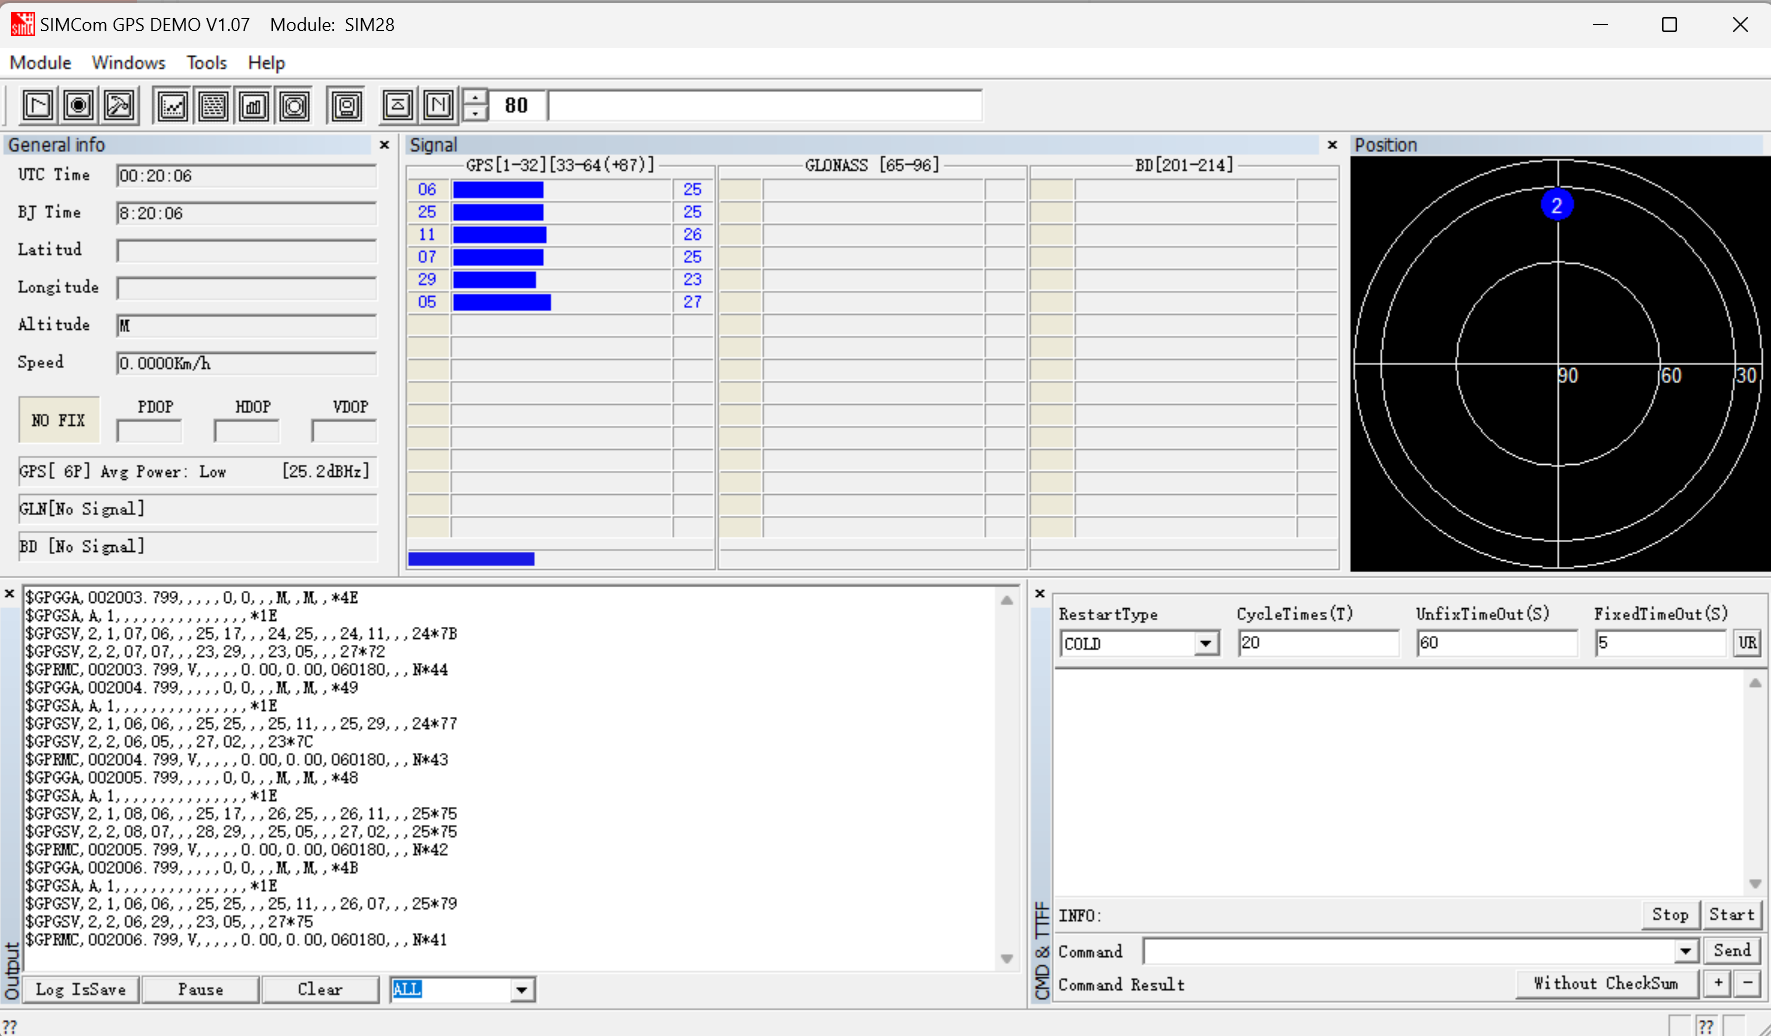 SIMCom GPS DEMO V1.07 Module: SIM28
Module Windows Tools Help
80
General info
UTC Time 00:20:06
BJ Time 8:20:06
Latitud
Longitude
Altitude M
Speed 0.0000Km/h
NO FIX PDOP HDOP VDOP
GPS[ 6P] Avg Power: Low [25.2dBHz]
GLN[No Signal]
BD [No Signal]
Signal
GPS[1-32][33-64(+87)] GLONASS [65-96] BD[201-214]
06 25
25 25
11 26
07 25
29 23
05 27
Position
2
90 60 30
$GPGGA,002003.799,,,,,0,0,,,M,,M,,*4E
$GPGSA,A,1,,,,,,,,,,,,,,,*1E
$GPGSV,2,1,07,06,,,25,17,,,24,25,,,24,11,,,24*7B
$GPGSV,2,2,07,07,,,23,29,,,23,05,,,27*72
$GPRMC,002003.799,V,,,,,0.00,0.00,060180,,,N*44
$GPGGA,002004.799,,,,,0,0,,,M,,M,,*49
$GPGSA,A,1,,,,,,,,,,,,,,,*1E
$GPGSV,2,1,06,06,,,25,25,,,25,11,,,25,29,,,24*77
$GPGSV,2,2,06,05,,,27,02,,,23*7C
$GPRMC,002004.799,V,,,,,0.00,0.00,060180,,,N*43
$GPGGA,002005.799,,,,,0,0,,,M,,M,,*48
$GPGSA,A,1,,,,,,,,,,,,,,,*1E
$GPGSV,2,1,08,06,,,25,17,,,26,25,,,26,11,,,25*75
$GPGSV,2,2,08,07,,,28,29,,,25,05,,,27,02,,,25*75
$GPRMC,002005.799,V,,,,,0.00,0.00,060180,,,N*42
$GPGGA,002006.799,,,,,0,0,,,M,,M,,*4B
$GPGSA,A,1,,,,,,,,,,,,,,,*1E
$GPGSV,2,1,06,06,,,25,25,,,25,11,,,26,07,,,25*79
$GPGSV,2,2,06,29,,,23,05,,,27*75
$GPRMC,002006.799,V,,,,,0.00,0.00,060180,,,N*41
Output
Log IsSave Pause Clear ALL
RestartType CycleTimes(T) UnfixTimeOut(S) FixedTimeOut(S)
COLD 20 60 5 UR
CMD & TTFF
INFO: Stop Start
Command Send
Command Result Without CheckSum + -
?? ??